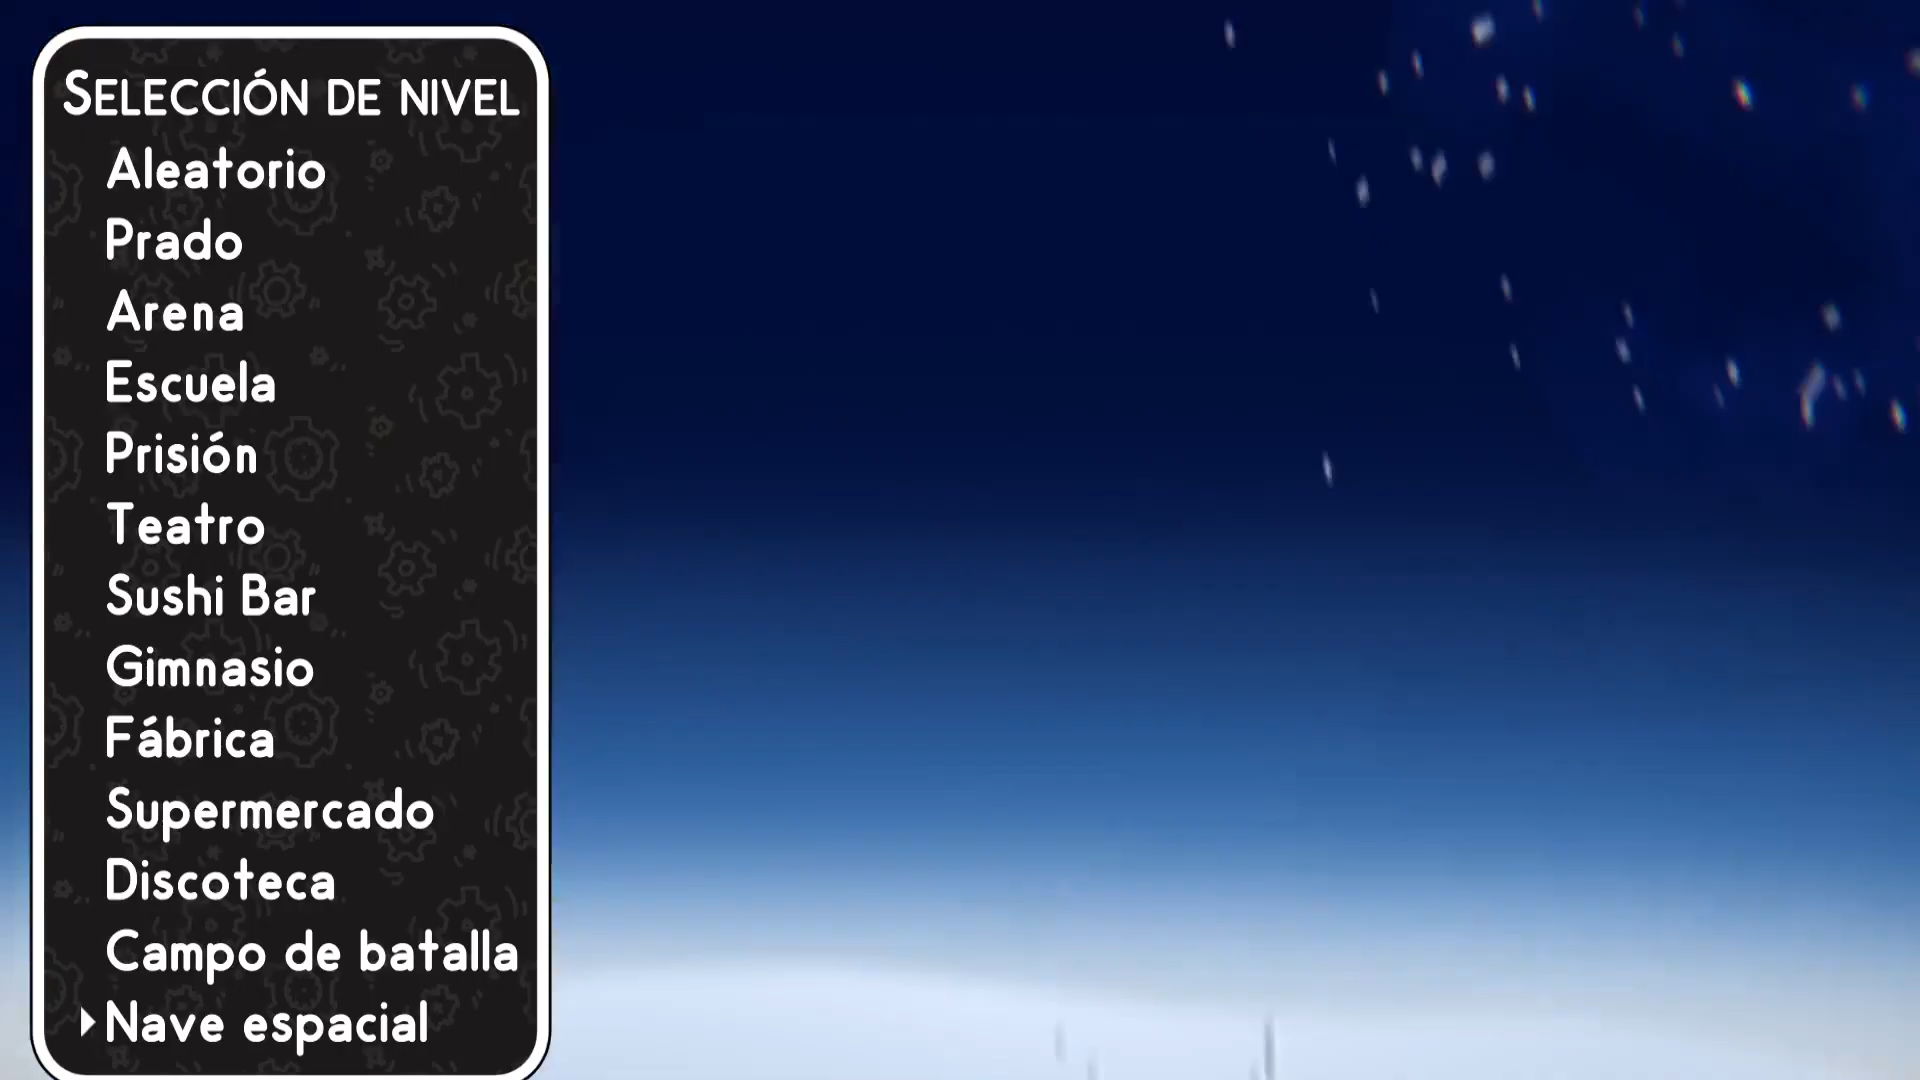 Selección de nivel
Aleatorio
Prado
Arena
Escuela
Prisión
Teatro
Sushi Bar
Gimnasio
Fábrica
Supermercado
Discoteca
Campo de batalla
Nave espacial